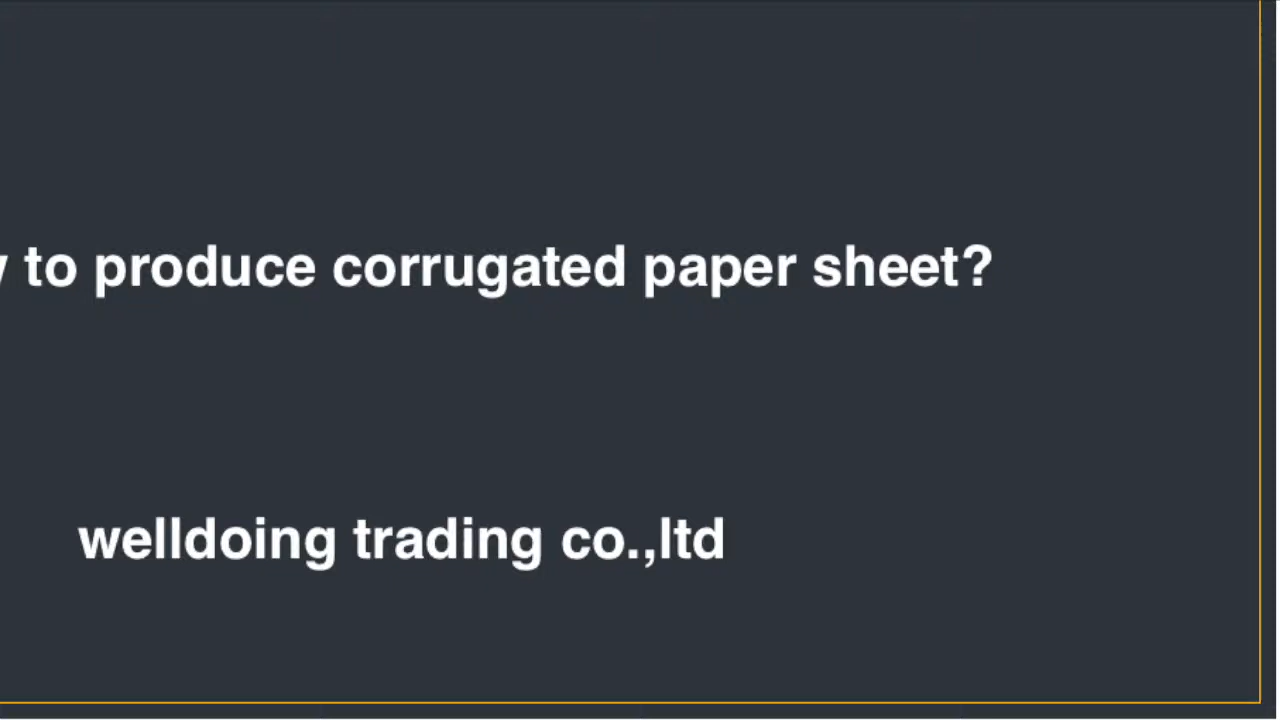 to produce corrugated paper sheet?
welldoing trading co.,ltd